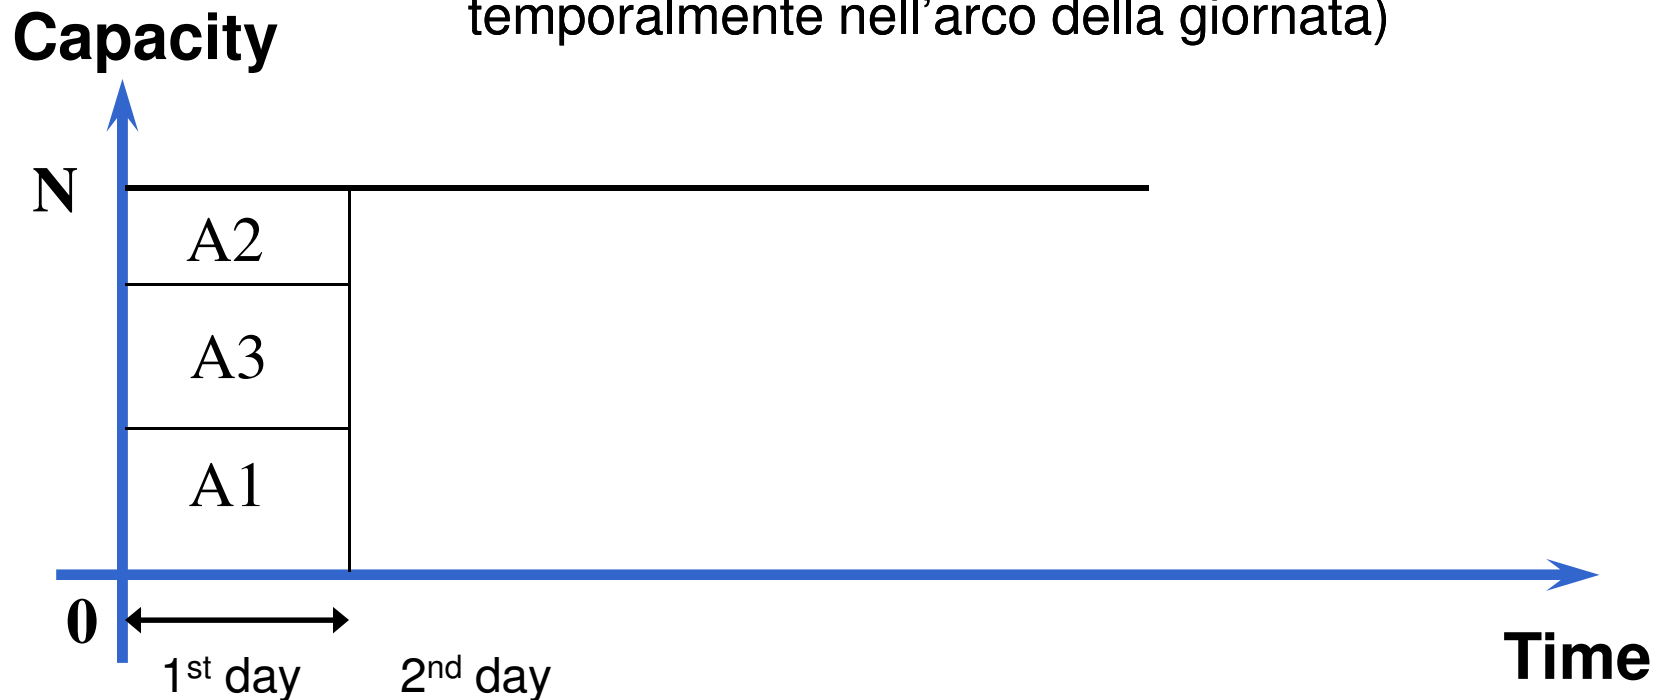 temporalmente nell'arco della giornata)
Capacity
N
A2
A3
A1
0
1st day 2nd day
Time